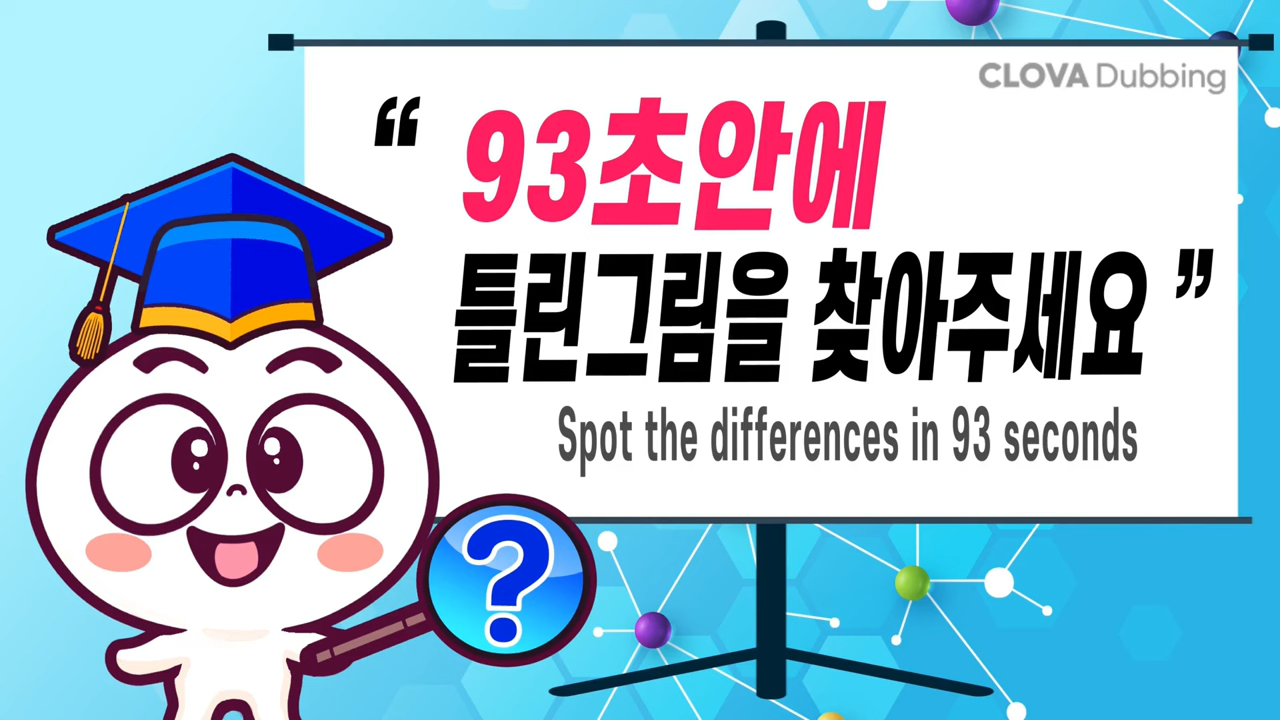 CLOVA Dubbing
“ 93초안에
틀린그림을 찾아주세요 ”
Spot the differences in 93 seconds
?